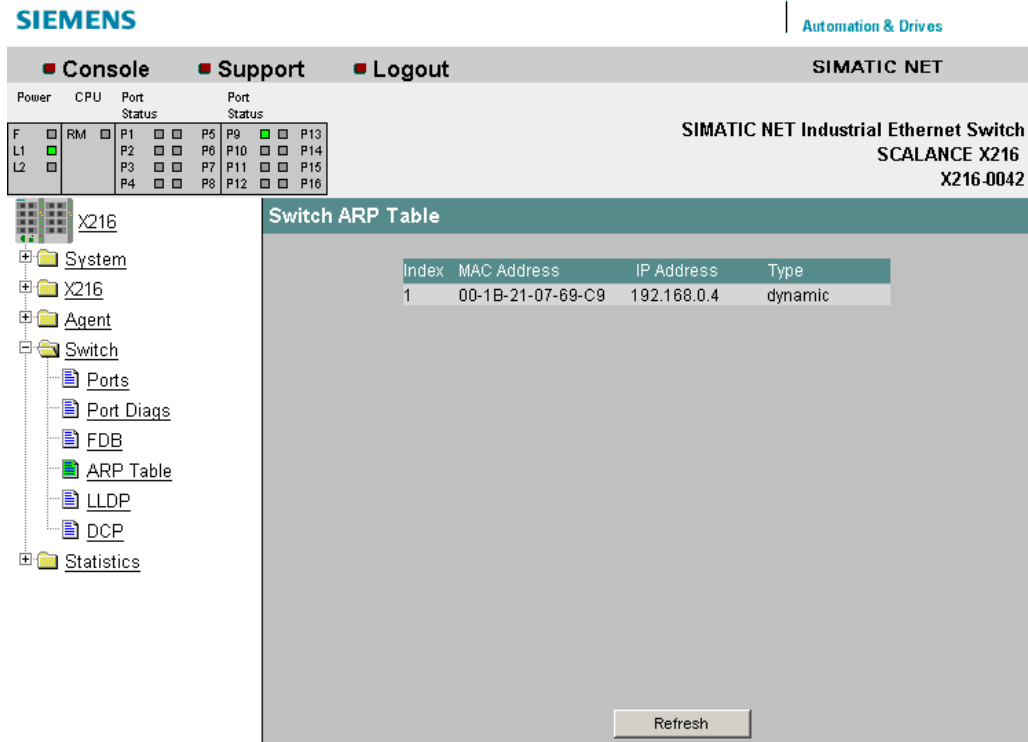 SIEMENS
Automation & Drives
Console Support Logout SIMATIC NET
Power CPU Port Status Port Status
F RM P1 P5 P9 P13
L1 P2 P6 P10 P14
L2 P3 P7 P11 P15
P4 P8 P12 P16
SIMATIC NET Industrial Ethernet Switch
SCALANCE X216
X216-0042
X216
System
X216
Agent
Switch
Ports
Port Diags
FDB
ARP Table
LLDP
DCP
Statistics
Switch ARP Table
Index MAC Address IP Address Type
1 00-1B-21-07-69-C9 192.168.0.4 dynamic
Refresh